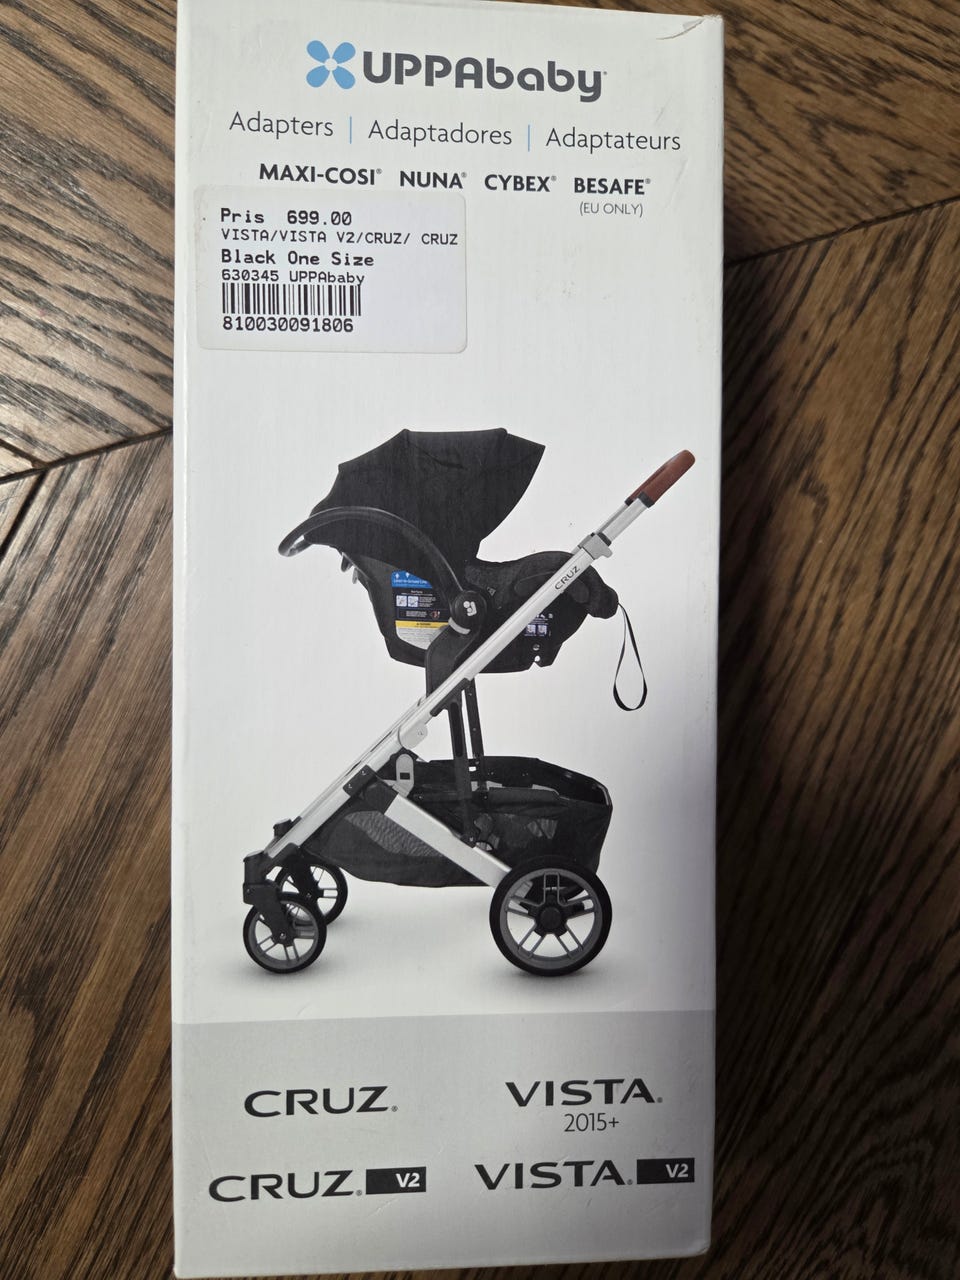 UPPAbaby
Adapters | Adaptadores | Adaptateurs
MAXI-COSI® NUNA® CYBEX® BESAFE®
(EU ONLY)
Pris 699.00
VISTA/VISTA V2/CRUZ/ CRUZ
Black One Size
630345 UPPAbaby
810030091806
CRUZ
CRUZ®
VISTA®
2015+
CRUZ® V2
VISTA® V2